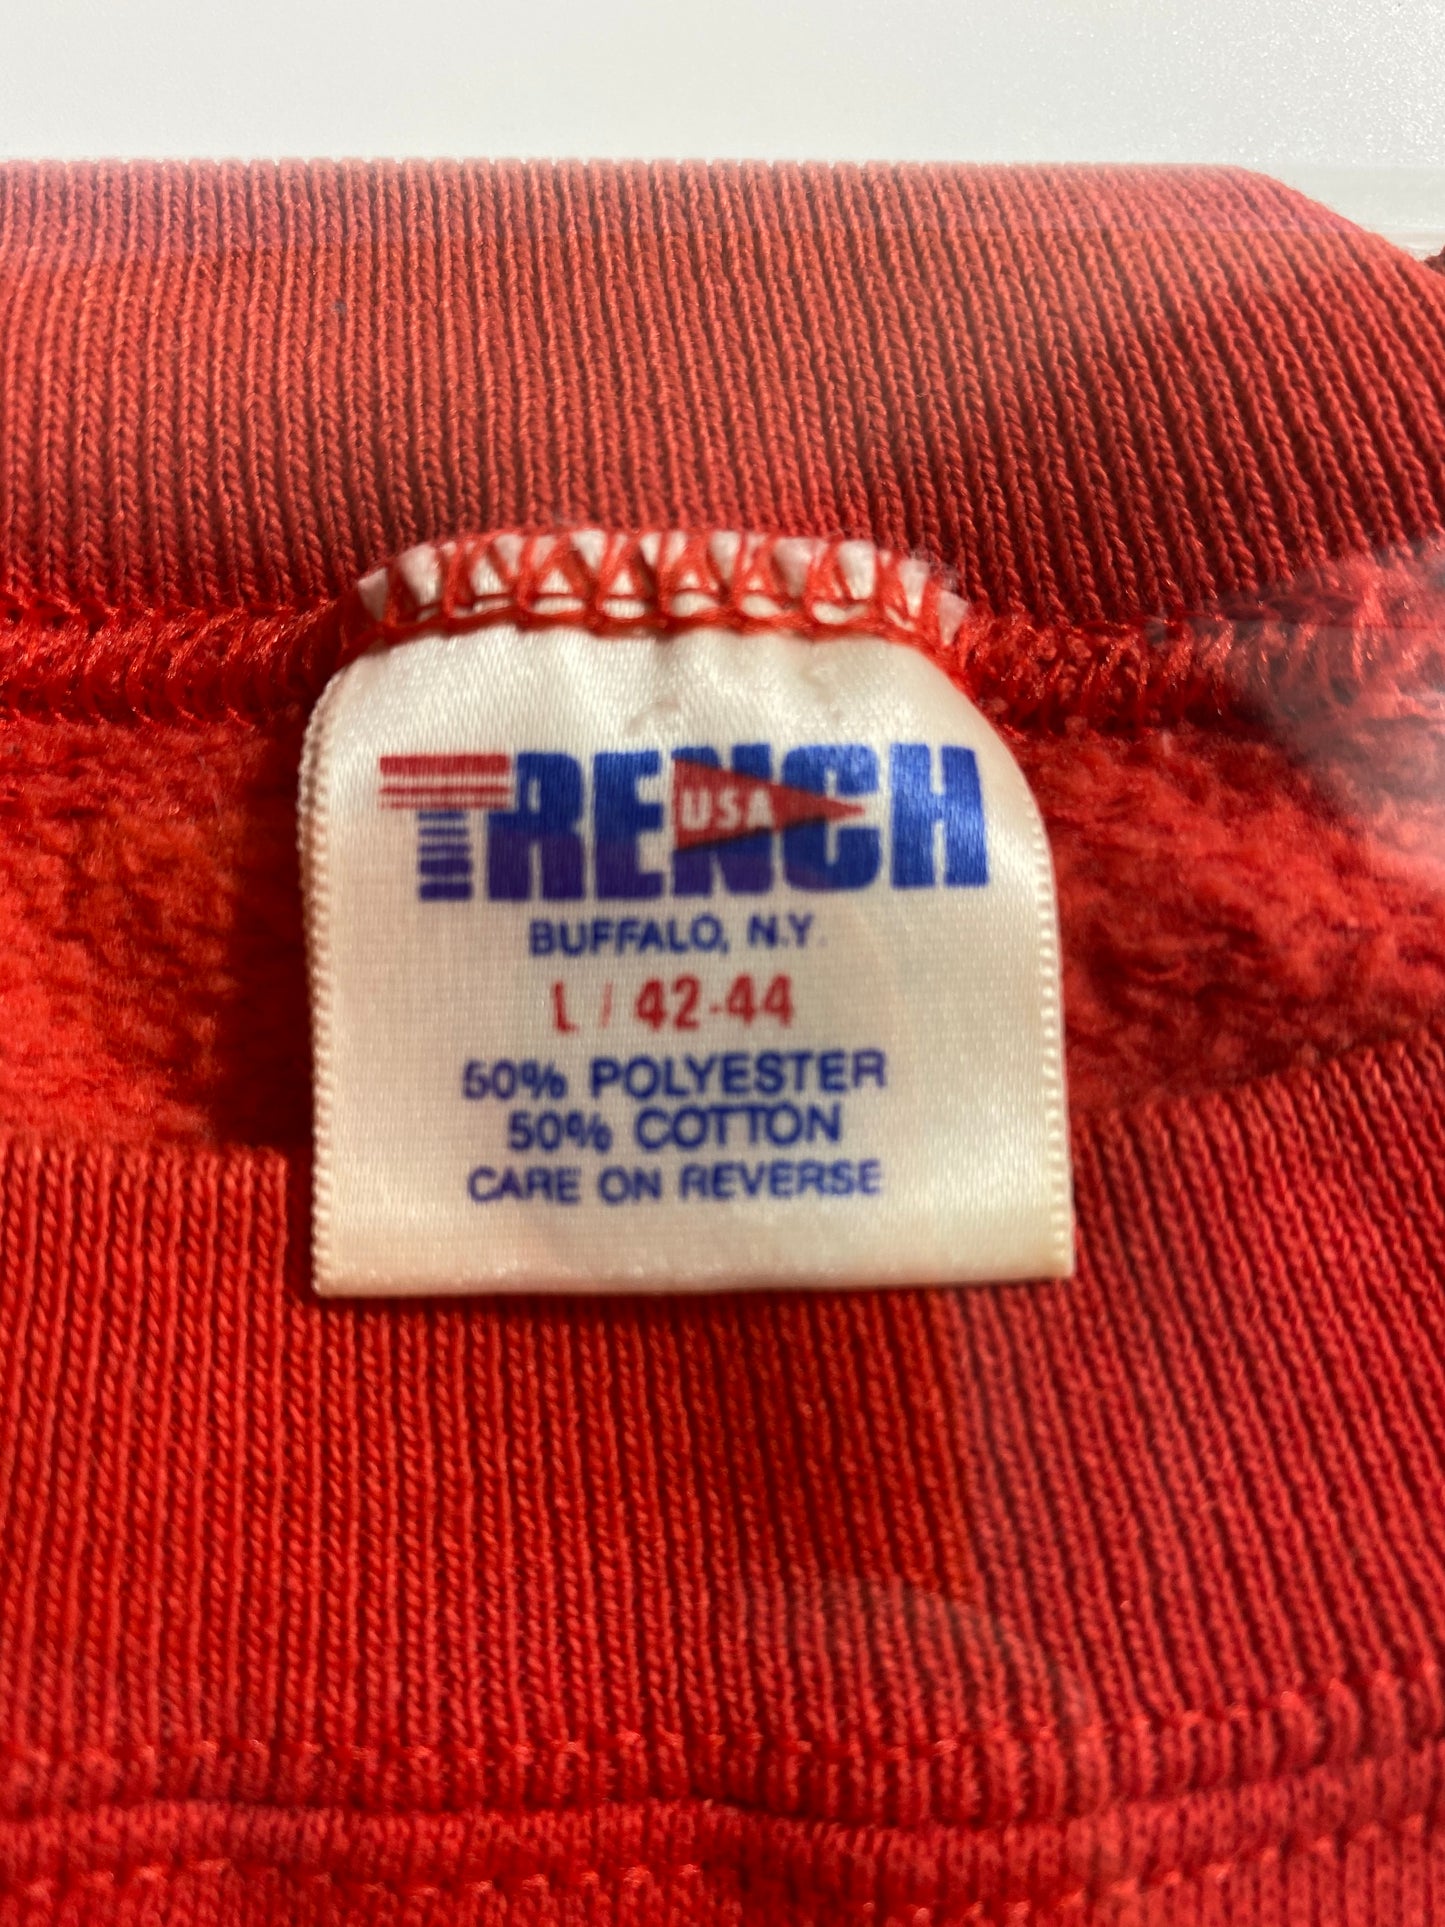 TRENCH
USA
BUFFALO, N.Y.
L / 42-44
50% POLYESTER
50% COTTON
CARE ON REVERSE